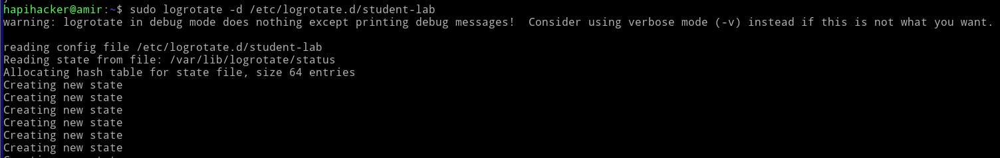 hapihacker@amir:~$ sudo logrotate -d /etc/logrotate.d/student-lab
warning: logrotate in debug mode does nothing except printing debug messages!  Consider using verbose mode (-v) instead if this is not what you want.
reading config file /etc/logrotate.d/student-lab
Reading state from file: /var/lib/logrotate/status
Allocating hash table for state file, size 64 entries
Creating new state
Creating new state
Creating new state
Creating new state
Creating new state
Creating new state